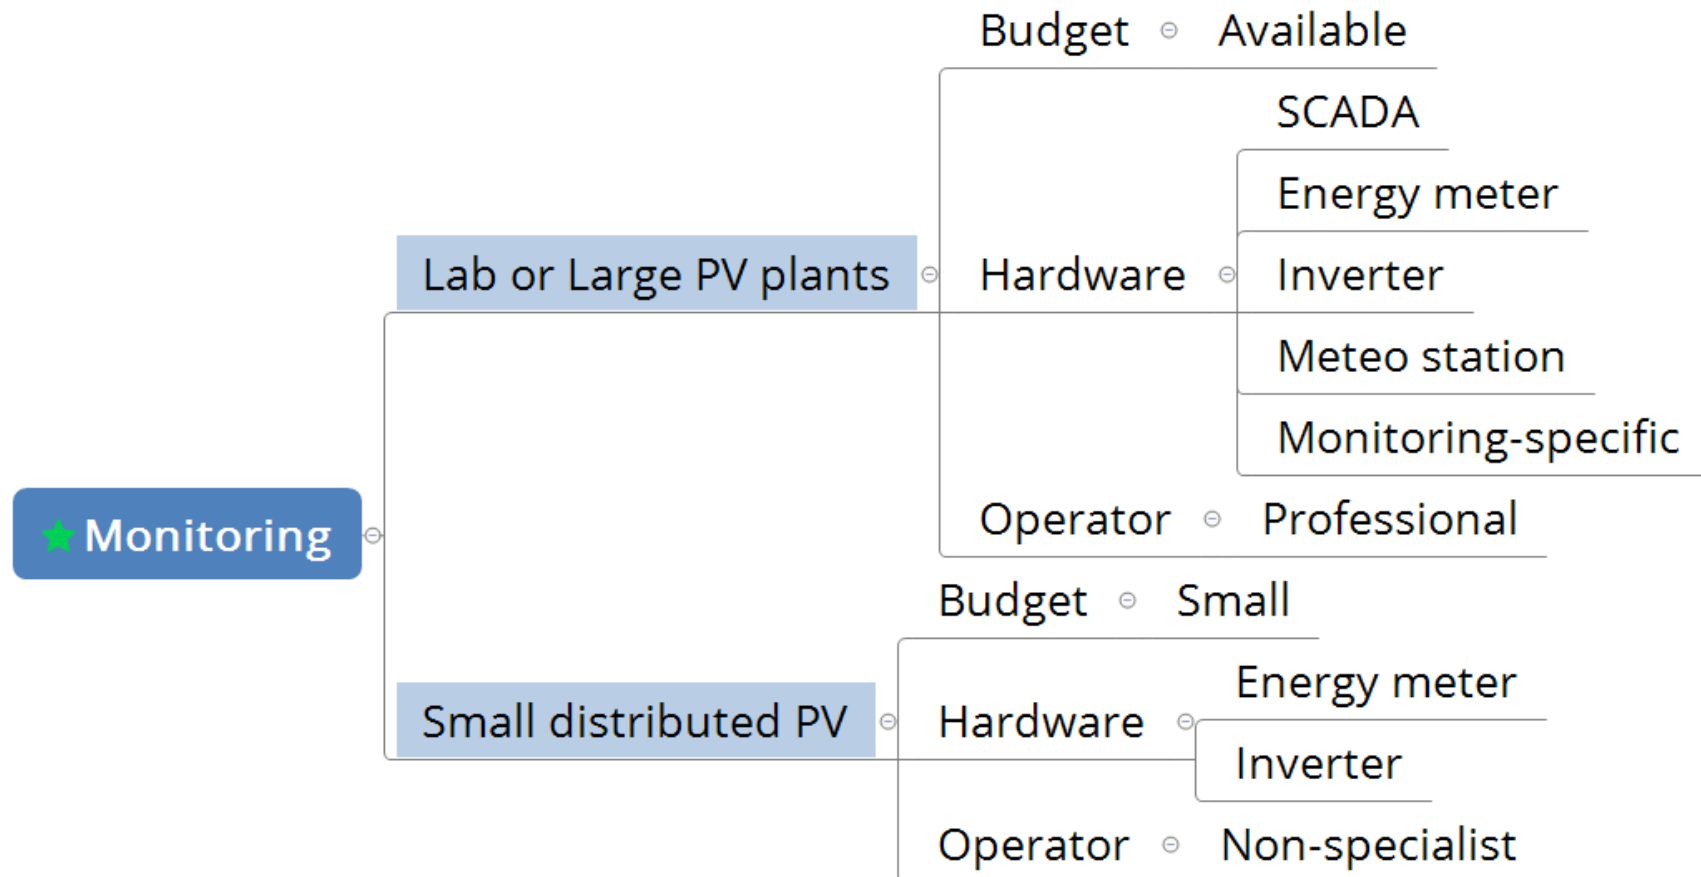 Budget Available
SCADA
Energy meter
Lab or Large PV plants Hardware Inverter
Meteo station
Monitoring-specific
Operator Professional
Monitoring
Budget Small
Energy meter
Small distributed PV Hardware
Inverter
Operator Non-specialist